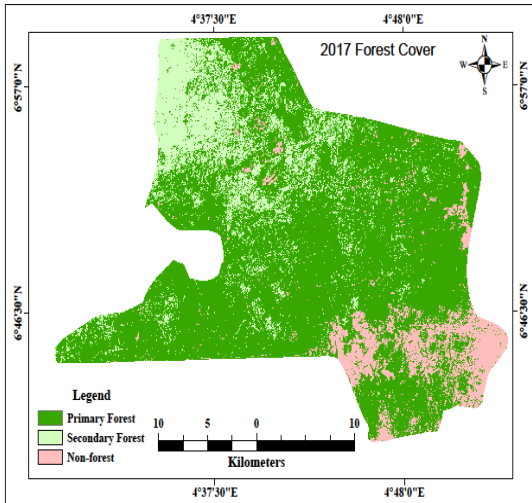 4°37'30"E 4°48'0"E
2017 Forest Cover
N
W E
S
6°57'0"N 6°57'0"N
6°46'30"N 6°46'30"N
Legend
Primary Forest
Secondary Forest
Non-forest
10 5 0 10
Kilometers
4°37'30"E 4°48'0"E